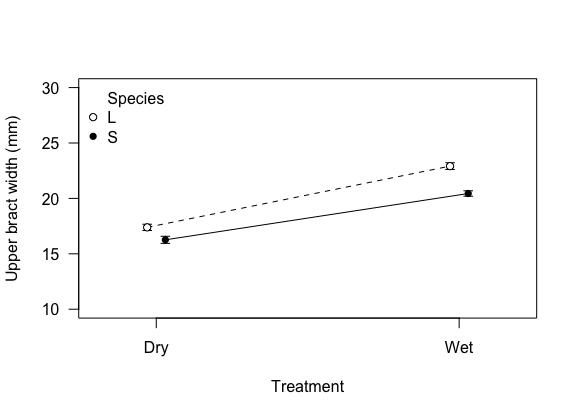 Species
L
S
Upper bract width (mm)
30
25
20
15
10
Dry Wet
Treatment